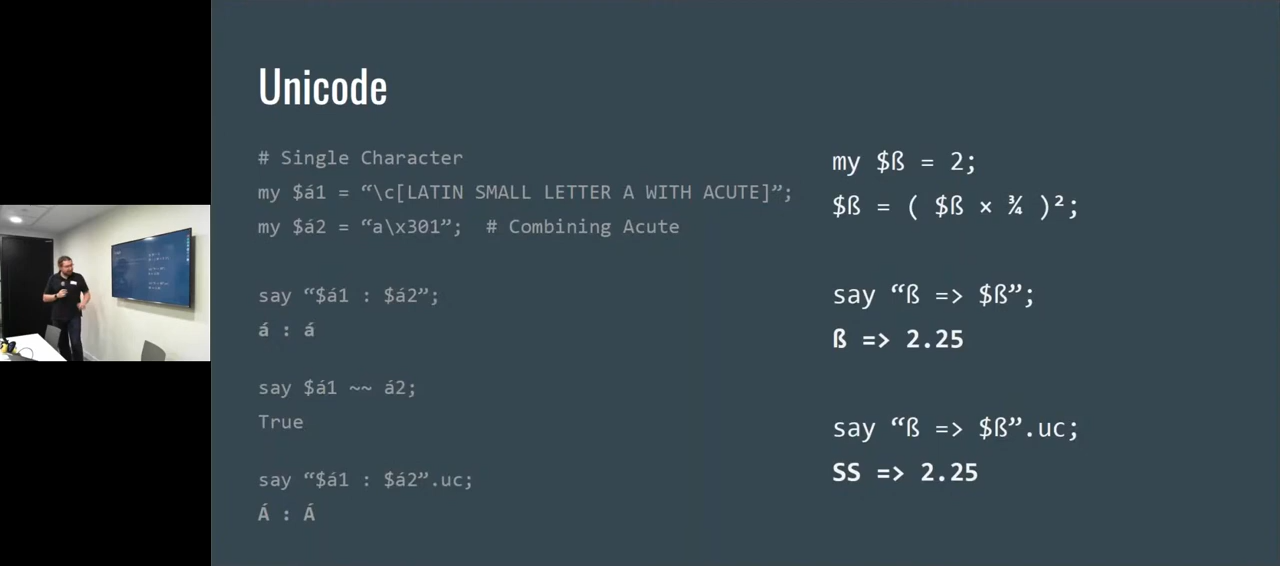 Unicode
# Single Character
my $á1 = “\c[LATIN SMALL LETTER A WITH ACUTE]”;
my $á2 = “a\x301”;  # Combining Acute
say “$á1 : $á2”;
á : á
say $á1 ~~ á2;
True
say “$á1 : $á2”.uc;
Á : Á
my $ß = 2;
$ß = ( $ß × ¾ )²;
say “ß => $ß”;
ß => 2.25
say “ß => $ß”.uc;
SS => 2.25